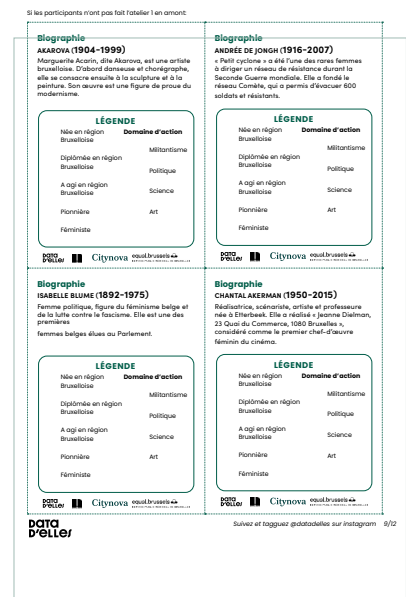 Si les participants n'ont pas fait l'atelier 1 en amont:
Biographie
AKAROVA (1904-1999)
Marguerite Acarin, dite Akarova, est une artiste
bruxelloise. D'abord danseuse et chorégraphe,
elle se consacre ensuite à la sculpture et à la
peinture. Son œuvre est une figure de proue du
modernisme.
LÉGENDE
Née en région
Bruxelloise
Domaine d'action
Militantisme
Diplômée en région
Bruxelloise
Politique
A agi en région
Bruxelloise
Science
Pionnière
Art
Féministe
DATA
D'ELLES
Citynova
equal.brussels
Biographie
ANDRÉE DE JONGH (1916-2007)
« Petit cyclone » a été l'une des rares femmes
à diriger un réseau de résistance durant la
Seconde Guerre mondiale. Elle a fondé le
réseau Comète, qui a permis d'évacuer 600
soldats et résistants.
LÉGENDE
Née en région
Bruxelloise
Domaine d'action
Militantisme
Diplômée en région
Bruxelloise
Politique
A agi en région
Bruxelloise
Science
Pionnière
Art
Féministe
DATA
D'ELLES
Citynova
equal.brussels
Biographie
ISABELLE BLUME (1892-1975)
Femme politique, figure du féminisme belge et
de la lutte contre le fascisme. Elle est une des
premières
femmes belges élues au Parlement.
LÉGENDE
Née en région
Bruxelloise
Domaine d'action
Militantisme
Diplômée en région
Bruxelloise
Politique
A agi en région
Bruxelloise
Science
Pionnière
Art
Féministe
DATA
D'ELLES
Citynova
equal.brussels
Biographie
CHANTAL AKERMAN (1950-2015)
Réalisatrice, scénariste, artiste et professeure
née à Etterbeek. Elle a réalisé « Jeanne Dielman,
23 Quai du Commerce, 1080 Bruxelles »,
considéré comme le premier chef-d'œuvre
féminin du cinéma.
LÉGENDE
Née en région
Bruxelloise
Domaine d'action
Militantisme
Diplômée en région
Bruxelloise
Politique
A agi en région
Bruxelloise
Science
Pionnière
Art
Féministe
DATA
D'ELLES
Citynova
equal.brussels
DATA
D'ELLES
Suivez et tagguez @datadelles sur instagram
9/12